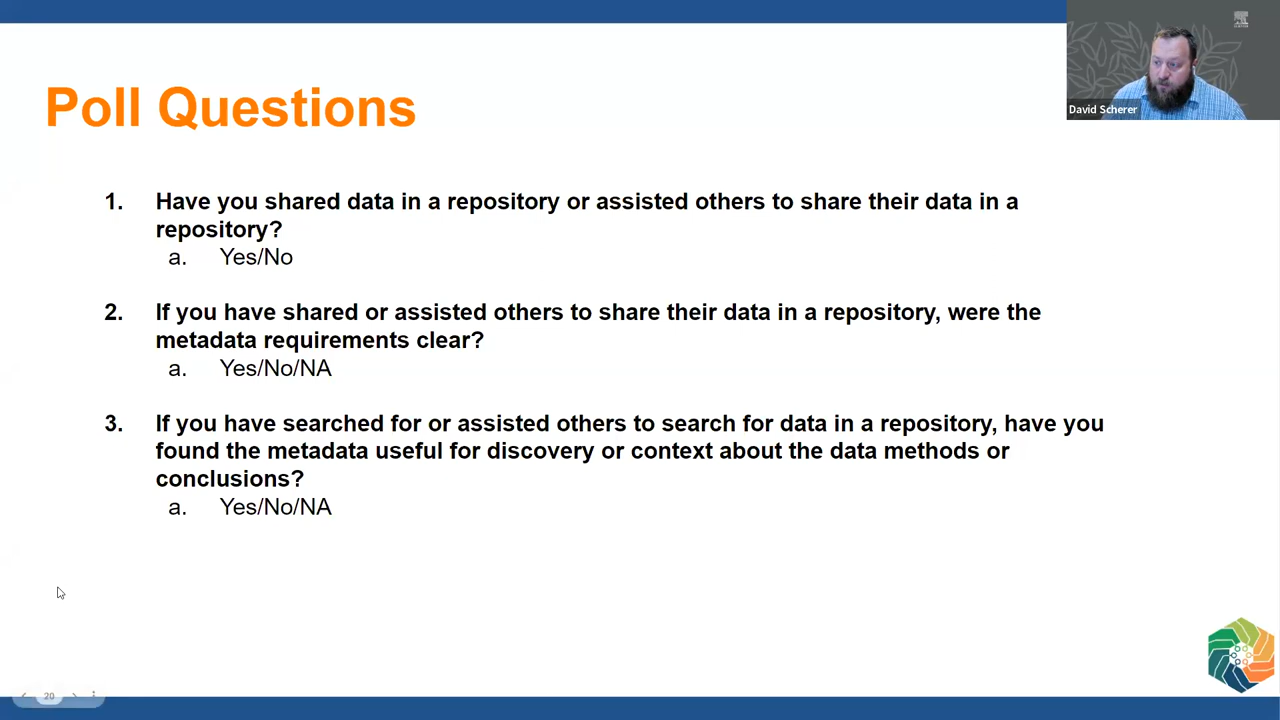 Poll Questions
David Scherer
1. Have you shared data in a repository or assisted others to share their data in a
repository?
a. Yes/No
2. If you have shared or assisted others to share their data in a repository, were the
metadata requirements clear?
a. Yes/No/NA
3. If you have searched for or assisted others to search for data in a repository, have you
found the metadata useful for discovery or context about the data methods or
conclusions?
a. Yes/No/NA
20